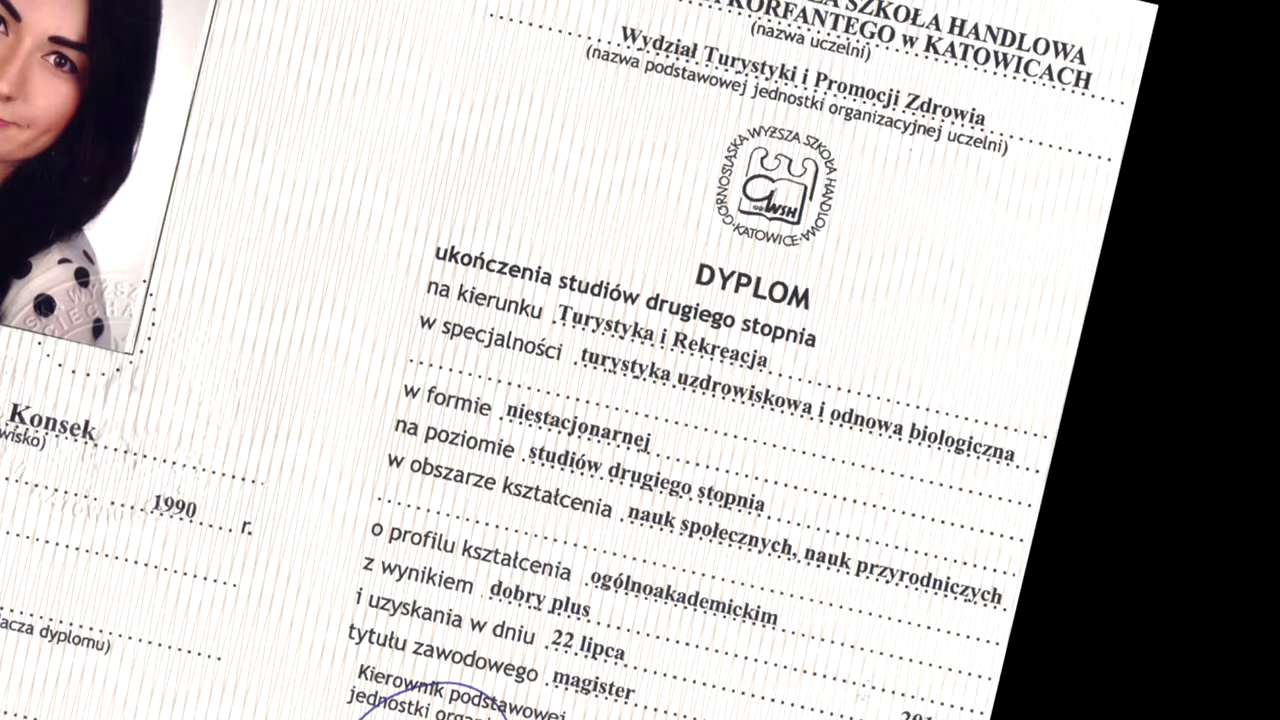 SZKOŁA HANDLOWA
KORFANTEGO w KATOWICACH
(nazwa uczelni)
Wydział Turystyki i Promocji Zdrowia
(nazwa podstawowej jednostki organizacyjnej uczelni)
GÓRNOŚLĄSKA WYŻSZA SZKOŁA HANDLOWA
KATOWICE
GWSH
DYPLOM
ukończenia studiów drugiego stopnia
na kierunku Turystyka i Rekreacja
w specjalności turystyka uzdrowiskowa i odnowa biologiczna
w formie niestacjonarnej
na poziomie studiów drugiego stopnia
w obszarze kształcenia nauk społecznych, nauk przyrodniczych
o profilu kształcenia ogólnoakademickim
z wynikiem dobry plus
i uzyskania w dniu 22 lipca
tytułu zawodowego magister
Kierownik podstawowej
Konsek
1990 r.
dyplomu)